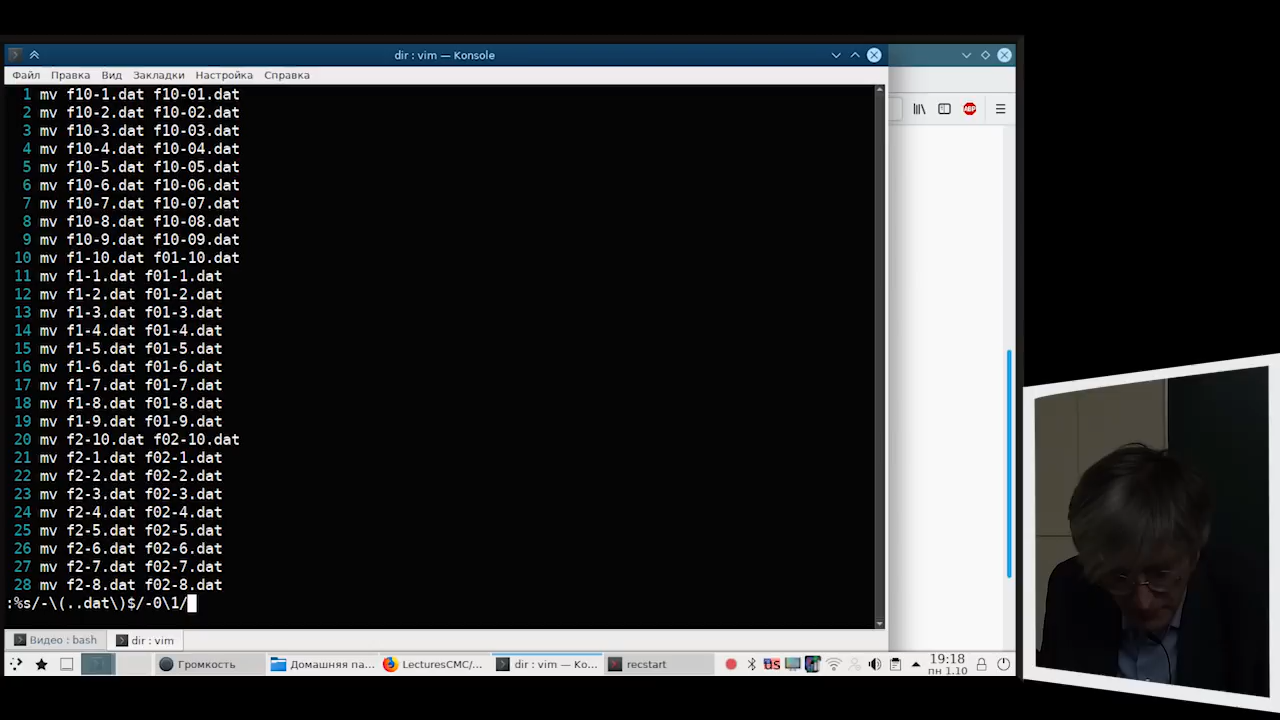 dir : vim — Konsole
Файл Правка Вид Закладки Настройка Справка
ABP
1 mv f10-1.dat f10-01.dat
2 mv f10-2.dat f10-02.dat
3 mv f10-3.dat f10-03.dat
4 mv f10-4.dat f10-04.dat
5 mv f10-5.dat f10-05.dat
6 mv f10-6.dat f10-06.dat
7 mv f10-7.dat f10-07.dat
8 mv f10-8.dat f10-08.dat
9 mv f10-9.dat f10-09.dat
10 mv f1-10.dat f01-10.dat
11 mv f1-1.dat f01-1.dat
12 mv f1-2.dat f01-2.dat
13 mv f1-3.dat f01-3.dat
14 mv f1-4.dat f01-4.dat
15 mv f1-5.dat f01-5.dat
16 mv f1-6.dat f01-6.dat
17 mv f1-7.dat f01-7.dat
18 mv f1-8.dat f01-8.dat
19 mv f1-9.dat f01-9.dat
20 mv f2-10.dat f02-10.dat
21 mv f2-1.dat f02-1.dat
22 mv f2-2.dat f02-2.dat
23 mv f2-3.dat f02-3.dat
24 mv f2-4.dat f02-4.dat
25 mv f2-5.dat f02-5.dat
26 mv f2-6.dat f02-6.dat
27 mv f2-7.dat f02-7.dat
28 mv f2-8.dat f02-8.dat
:%s/-\(..dat\)$/-0\1/
Видео : bash dir : vim
Громкость Домашняя па... LecturesCMC/... dir : vim — Ko... recstart US 19:18
пн 1.10